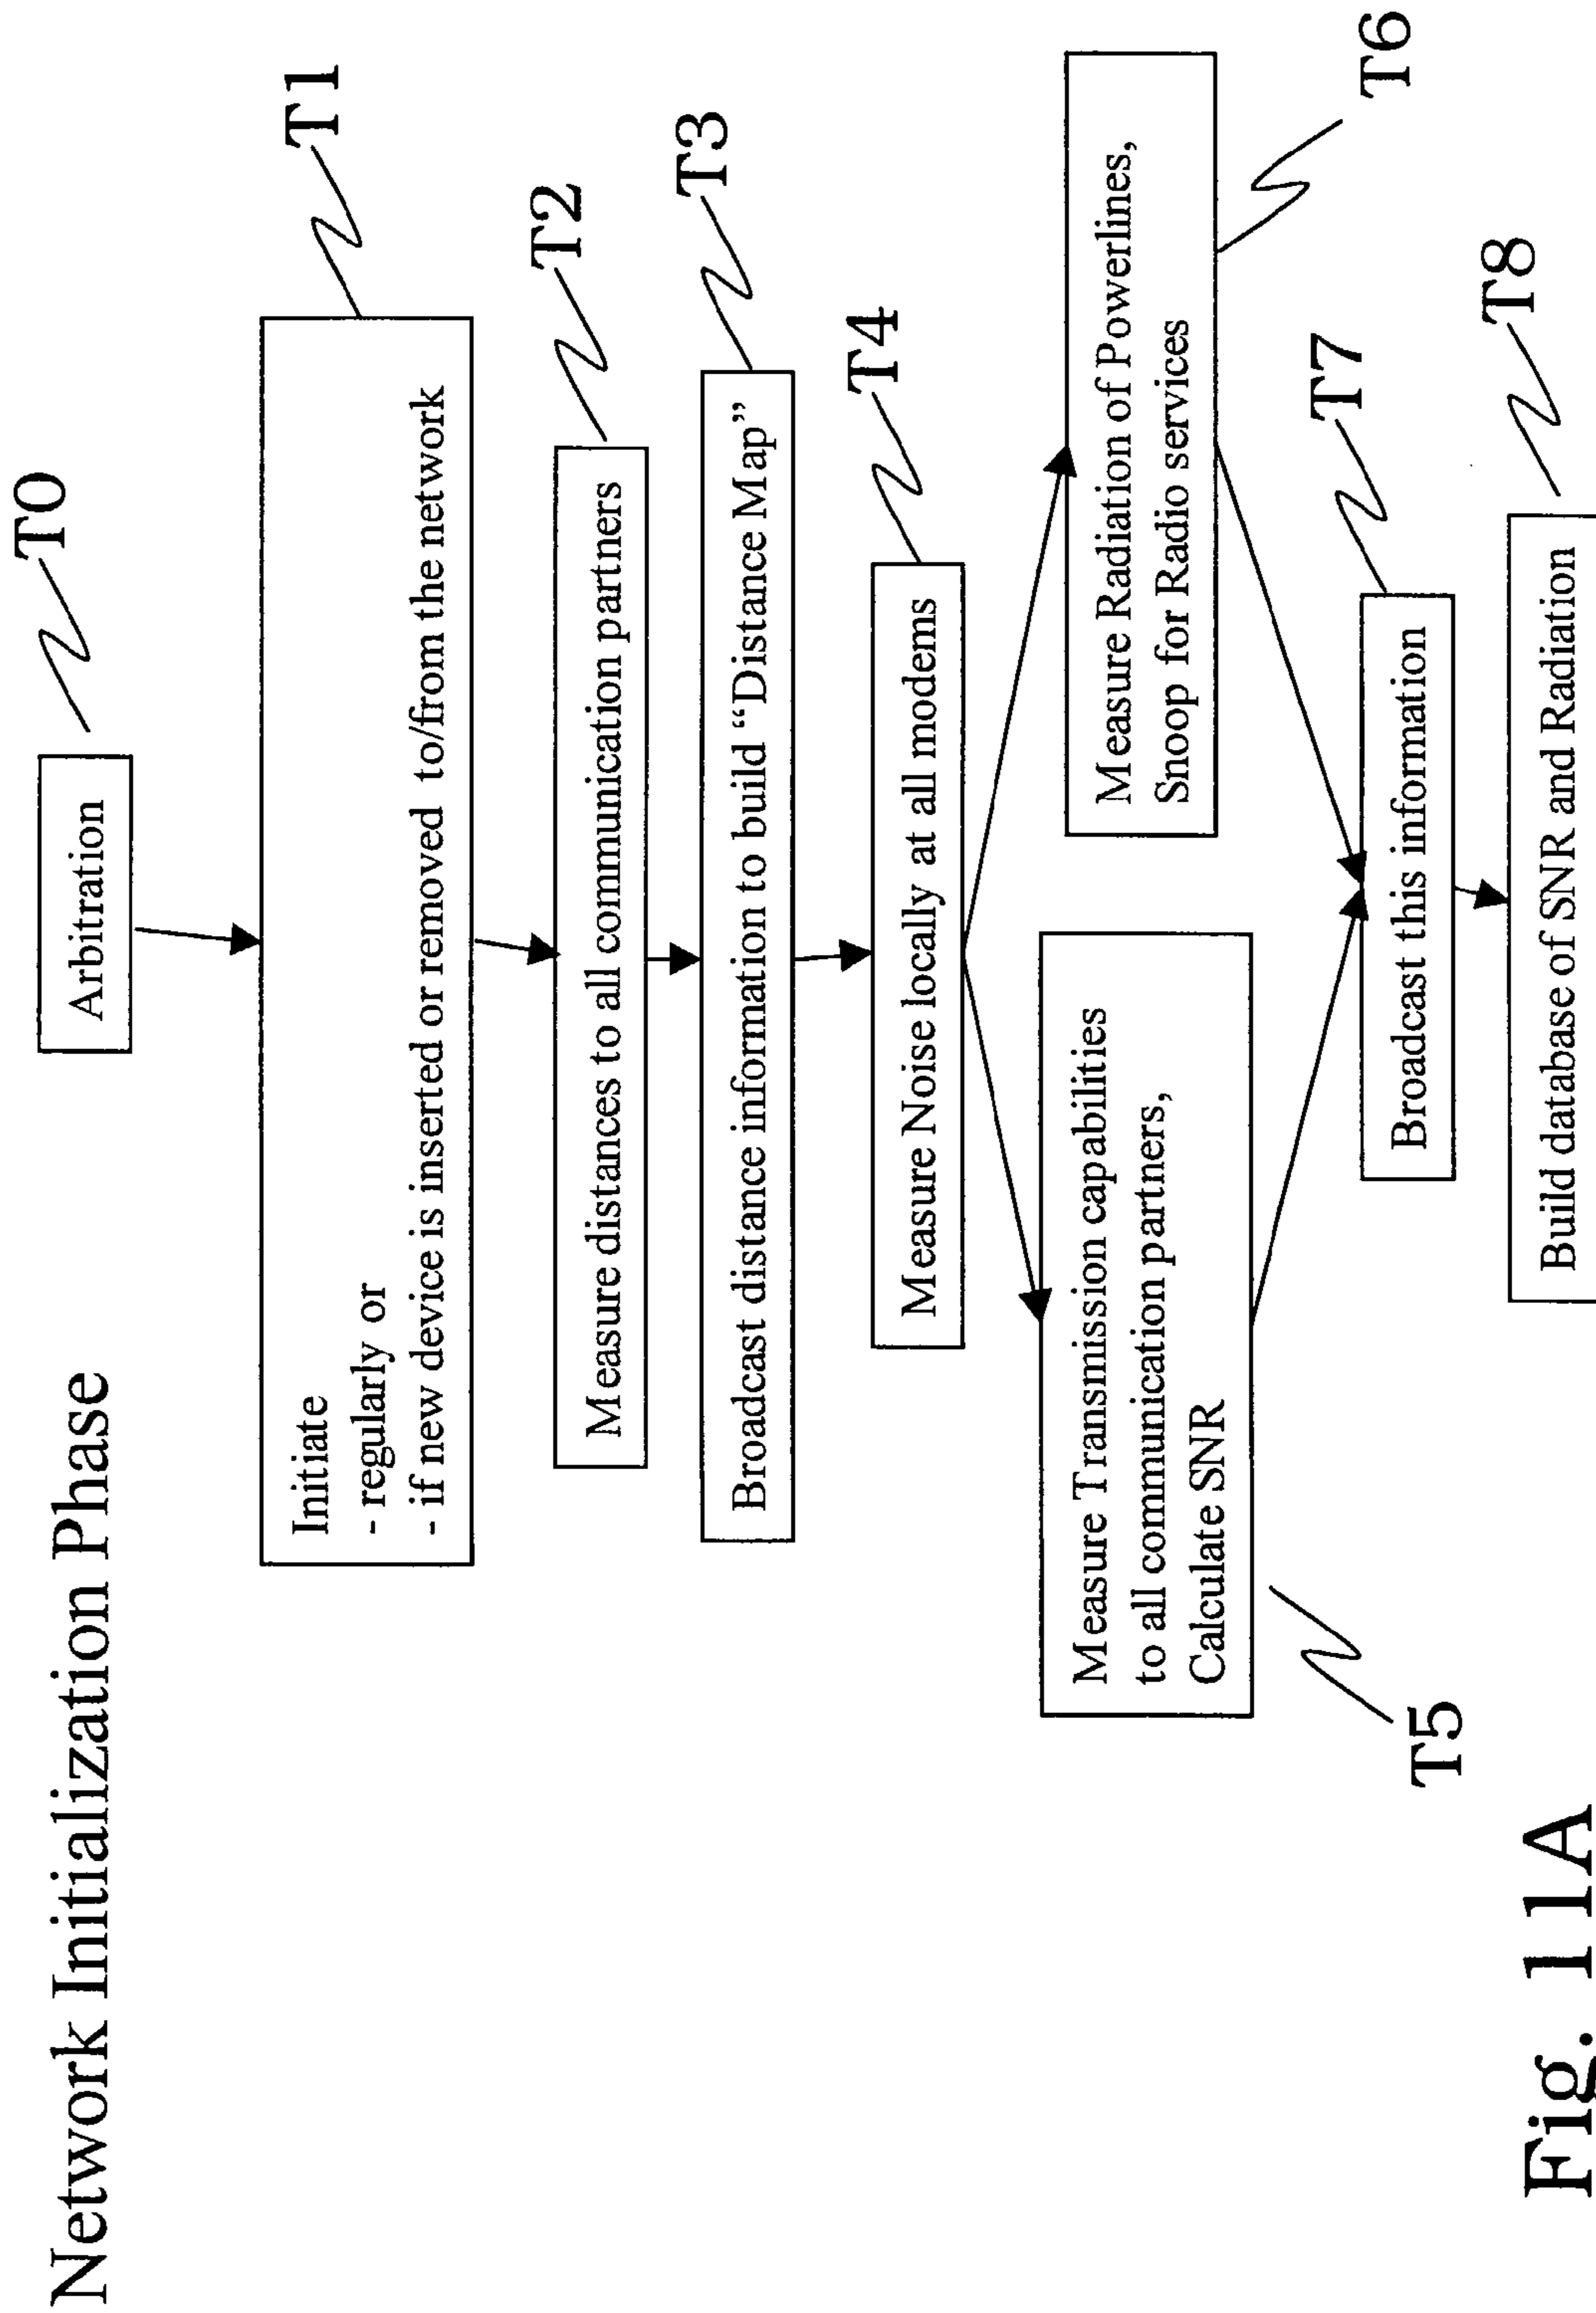 Network Initialization Phase
Arbitration
T0
Initiate
- regularly or
- if new device is inserted or removed to/from the network
T1
Measure distances to all communication partners
T2
Broadcast distance information to build “Distance Map”
T3
Measure Noise locally at all modems
T4
Measure Transmission capabilities
to all communication partners,
Calculate SNR
T5
Measure Radiation of Powerlines,
Snoop for Radio services
T6
Broadcast this information
T7
Build database of SNR and Radiation
T8
Fig. 11A